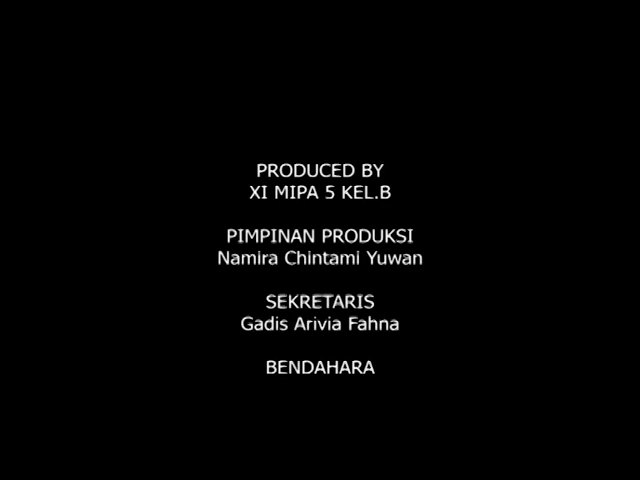 PRODUCED BY
XI MIPA 5 KEL.B
PIMPINAN PRODUKSI
Namira Chintami Yuwan
SEKRETARIS
Gadis Arivia Fahna
BENDAHARA